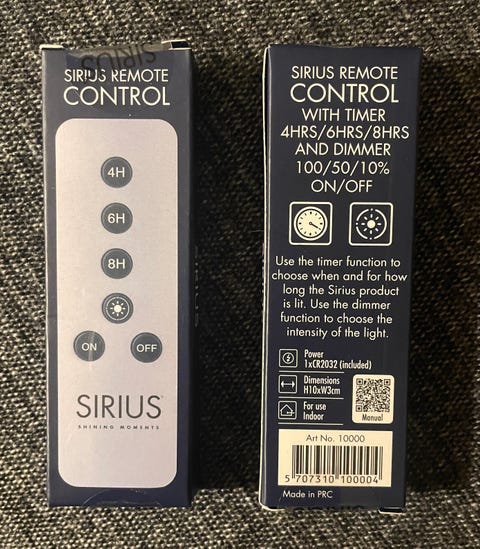 SIRIUS REMOTE
CONTROL
4H
6H
8H
ON
OFF
SIRIUS
SHINING MOMENTS
SIRIUS REMOTE
CONTROL
WITH TIMER
4HRS/6HRS/8HRS
AND DIMMER
100/50/10%
ON/OFF
Use the timer function to
choose when and for how
long the Sirius product
is lit. Use the dimmer
function to choose the
intensity of the light.
Power
1xCR2032 (included)
Dimensions
H10xW3cm
For use
Indoor
Manual
Art No. 10000
5 707310 100004
Made in PRC